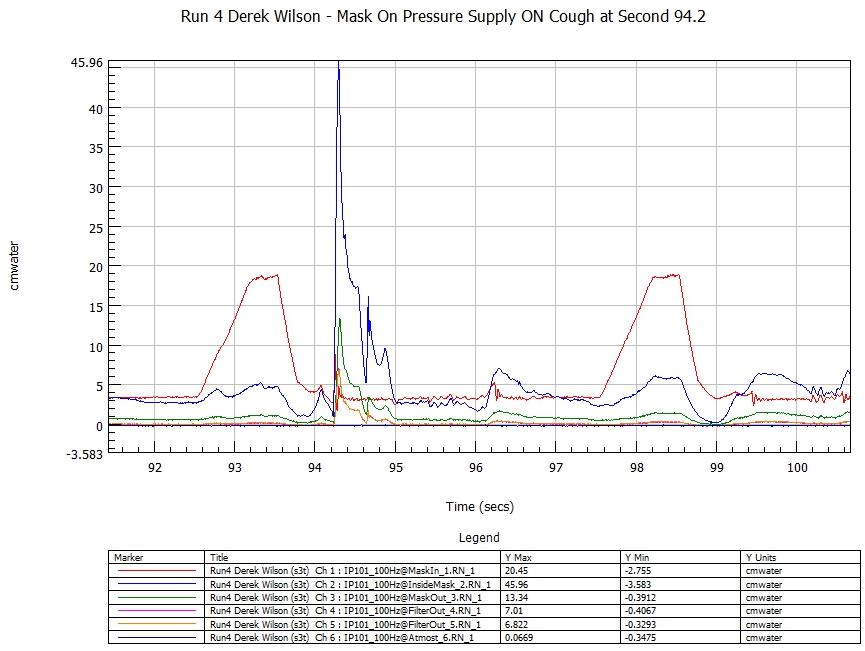 Run 4 Derek Wilson - Mask On Pressure Supply ON Cough at Second 94.2
45.96
40
35
30
25
20
15
10
5
0
-3.583
cmwater
92 93 94 95 96 97 98 99 100
Time (secs)
Legend
Marker Title Y Max Y Min Y Units
Run4 Derek Wilson (s3t) Ch 1 : IP101_100Hz@MaskIn_1.RN_1 20.45 -2.755 cmwater
Run4 Derek Wilson (s3t) Ch 2 : IP101_100Hz@InsideMask_2.RN_1 45.96 -3.583 cmwater
Run4 Derek Wilson (s3t) Ch 3 : IP101_100Hz@MaskOut_3.RN_1 13.34 -0.3912 cmwater
Run4 Derek Wilson (s3t) Ch 4 : IP101_100Hz@FilterOut_4.RN_1 7.01 -0.4067 cmwater
Run4 Derek Wilson (s3t) Ch 5 : IP101_100Hz@FilterOut_5.RN_1 6.822 -0.3293 cmwater
Run4 Derek Wilson (s3t) Ch 6 : IP101_100Hz@Atmost_6.RN_1 0.0669 -0.3475 cmwater